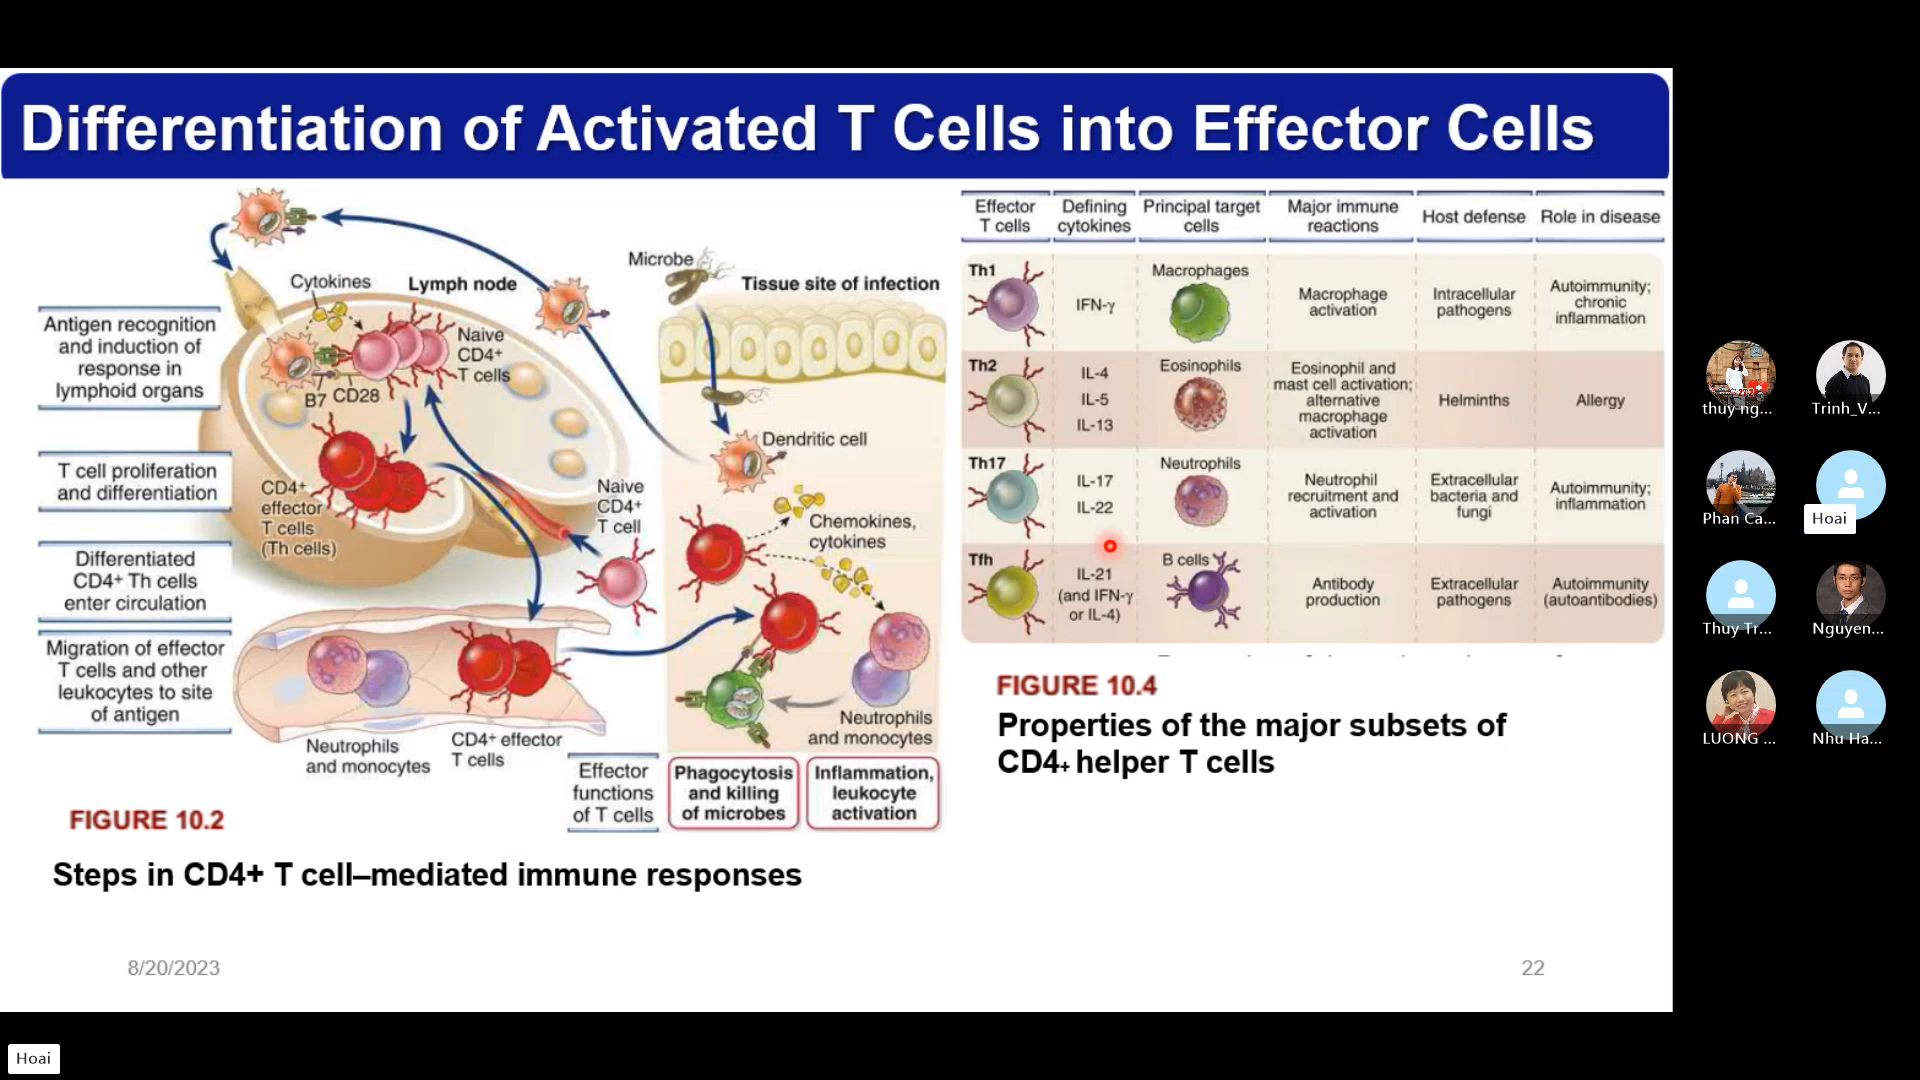 Differentiation of Activated T Cells into Effector Cells
Microbe
Tissue site of infection
Cytokines
Lymph node
Naive
CD4+
T cells
B7 CD28
Antigen recognition
and induction of
response in
lymphoid organs
T cell proliferation
and differentiation
CD4+
effector
T cells
(Th cells)
Naive
CD4+
T cell
Dendritic cell
Chemokines,
cytokines
Differentiated
CD4+ Th cells
enter circulation
Migration of effector
T cells and other
leukocytes to site
of antigen
Neutrophils
and monocytes
CD4+ effector
T cells
Neutrophils
and monocytes
Effector
functions
of T cells
Phagocytosis
and killing
of microbes
Inflammation,
leukocyte
activation
FIGURE 10.2
Steps in CD4+ T cell–mediated immune responses
Effector
T cells
Defining
cytokines
Principal target
cells
Major immune
reactions
Host defense
Role in disease
Th1
IFN-γ
Macrophages
Macrophage
activation
Intracellular
pathogens
Autoimmunity;
chronic
inflammation
Th2
IL-4
IL-5
IL-13
Eosinophils
Eosinophil and
mast cell activation;
alternative
macrophage
activation
Helminths
Allergy
Th17
IL-17
IL-22
Neutrophils
Neutrophil
recruitment and
activation
Extracellular
bacteria and
fungi
Autoimmunity;
inflammation
Tfh
IL-21
(and IFN-γ
or IL-4)
B cells
Antibody
production
Extracellular
pathogens
Autoimmunity
(autoantibodies)
FIGURE 10.4
Properties of the major subsets of
CD4+ helper T cells
8/20/2023
22
thuy ng...
Trinh_V...
Phan Ca...
Hoai
Thuy Tr...
Nguyen...
LUONG ...
Nhu Ha...
Hoai